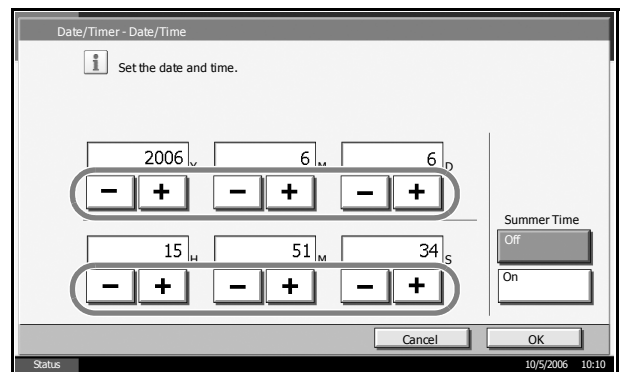 Date/Timer - Date/Time
i Set the date and time.
2006 Y 6 M 6 D
− + − + − +
15 H 51 M 34 S
− + − + − +
Summer Time
Off
On
Cancel OK
Status 10/5/2006 10:10